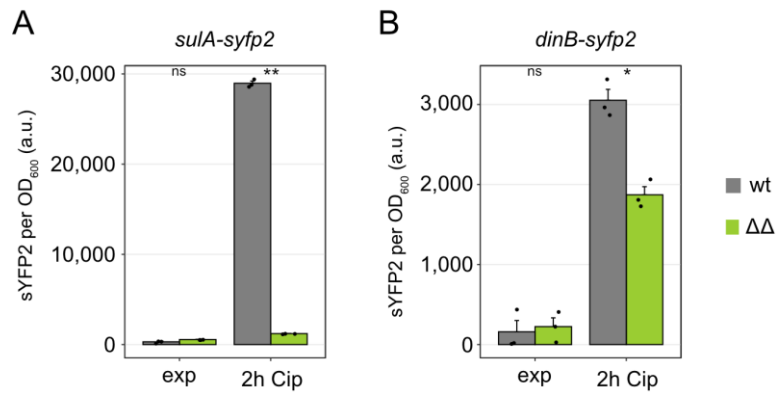 A
sulA-syfp2
sYFP2 per OD600 (a.u.)
30,000
20,000
10,000
0
ns
**
exp
2h Cip
B
dinB-syfp2
sYFP2 per OD600 (a.u.)
3,000
2,000
1,000
0
ns
*
exp
2h Cip
wt
ΔΔ